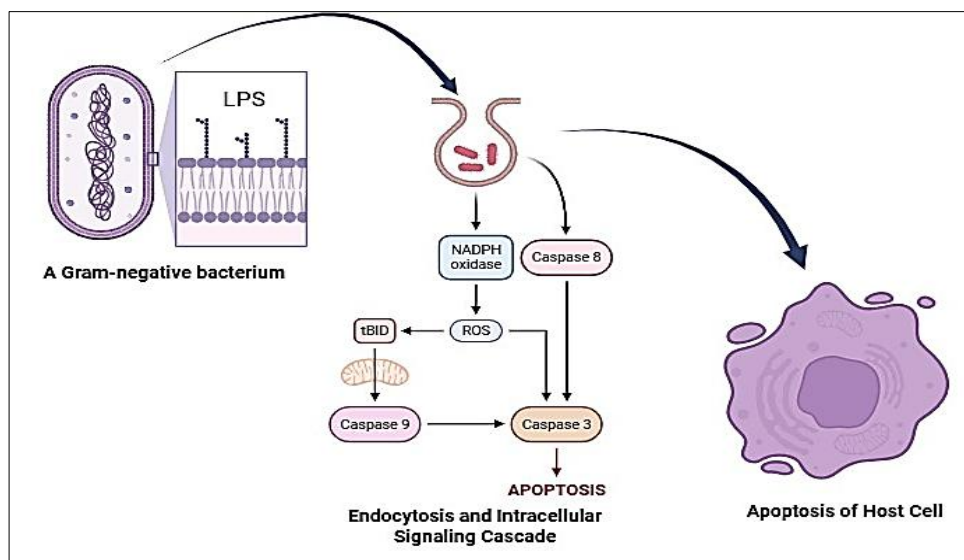 LPS
A Gram-negative bacterium
NADPH
oxidase
Caspase 8
tBID
ROS
Caspase 9
Caspase 3
APOPTOSIS
Endocytosis and Intracellular
Signaling Cascade
Apoptosis of Host Cell